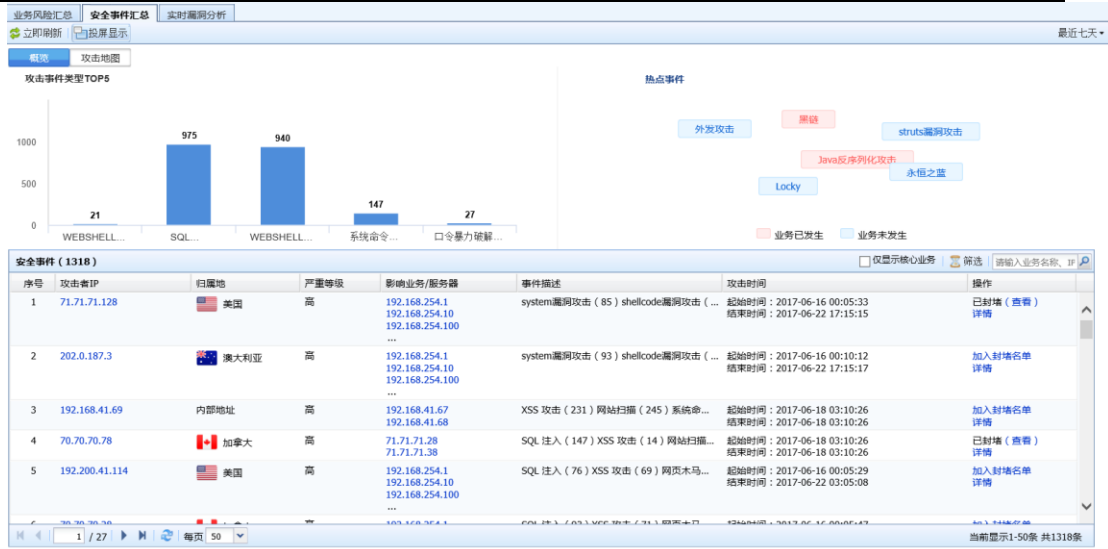 业务风险汇总 安全事件汇总 实时漏洞分析
立即刷新 投屏显示 最近七天
概览 攻击地图
攻击事件类型TOP5
热点事件
975
940
147
21
27
1000
500
0
WEBSHELL... SQL... WEBSHELL... 系统命令... 口令暴力破解...
外发攻击
黑链
struts漏洞攻击
Java反序列化攻击
永恒之蓝
Locky
业务已发生 业务未发生
安全事件 ( 1318 ) 仅显示核心业务 筛选 请输入业务名称、IP
序号 攻击者IP 归属地 严重等级 影响业务/服务器 事件描述 攻击时间 操作
1 71.71.71.128 美国 高 192.168.254.1 system漏洞攻击 ( 85 ) shellcode漏洞攻击 ( ... 起始时间：2017-06-16 00:05:33 已封堵 ( 查看 )
192.168.254.10 结束时间：2017-06-22 17:15:15 详情
192.168.254.100
...
2 202.0.187.3 澳大利亚 高 192.168.254.1 system漏洞攻击 ( 93 ) shellcode漏洞攻击 ( ... 起始时间：2017-06-16 00:10:12 加入封堵名单
192.168.254.10 结束时间：2017-06-22 17:15:17 详情
192.168.254.100
...
3 192.168.41.69 内部地址 高 192.168.41.67 XSS 攻击 ( 231 ) 网站扫描 ( 245 ) 系统命... 起始时间：2017-06-18 03:10:26 加入封堵名单
192.168.41.68 结束时间：2017-06-18 03:10:26 详情
4 70.70.70.78 加拿大 高 71.71.71.28 SQL 注入 ( 147 ) XSS 攻击 ( 14 ) 网站扫描... 起始时间：2017-06-18 03:10:26 已封堵 ( 查看 )
71.71.71.38 结束时间：2017-06-18 03:10:26 详情
5 192.200.41.114 美国 高 192.168.254.1 SQL 注入 ( 76 ) XSS 攻击 ( 69 ) 网页木马... 起始时间：2017-06-16 00:05:29 加入封堵名单
192.168.254.10 结束时间：2017-06-22 03:05:08 详情
192.168.254.100
...
1 / 27 每页 50 当前显示1-50条 共1318条